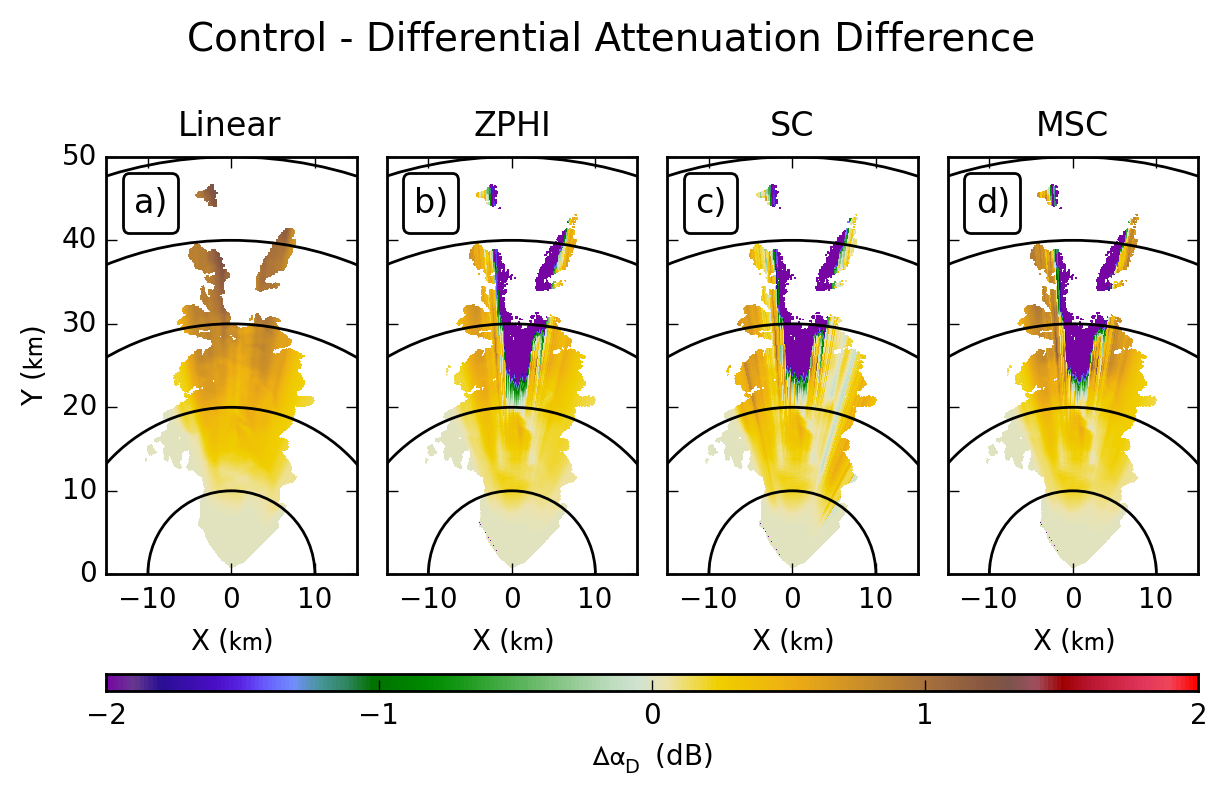 Control - Differential Attenuation Difference
Linear ZPHI SC MSC
a) b) c) d)
50
40
30
20
10
0
Y (km)
−10 0 10 −10 0 10 −10 0 10 −10 0 10
X (km) X (km) X (km) X (km)
−2 −1 0 1 2
Δα_D (dB)